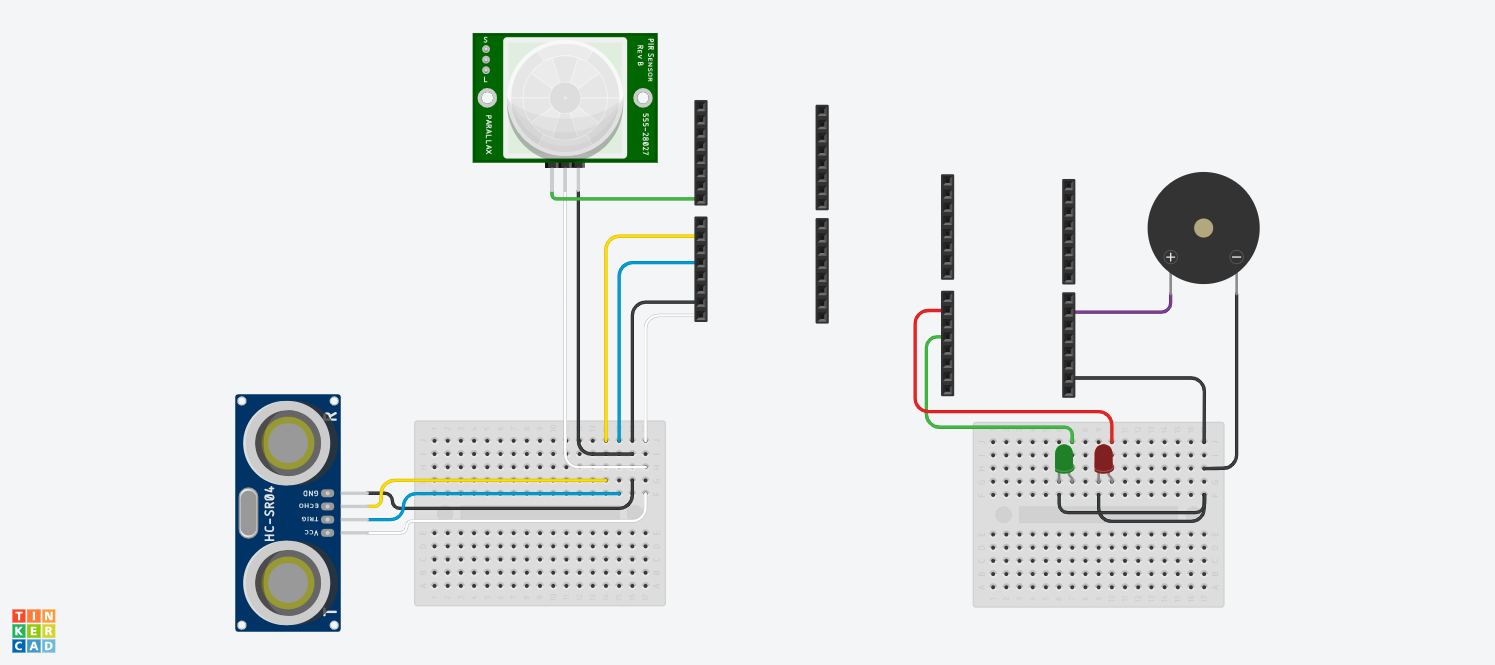 S
L
PARALLAX
PIR SENSOR
REV B
555-28027
HC-SR04
R
T
GND
ECHO
TRIG
Vcc
+
−
TIN
KER
CAD